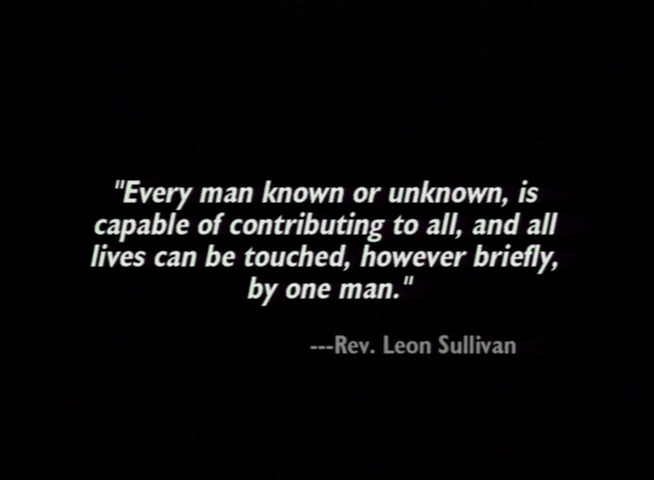 "Every man known or unknown, is
capable of contributing to all, and all
lives can be touched, however briefly,
by one man."
---Rev. Leon Sullivan